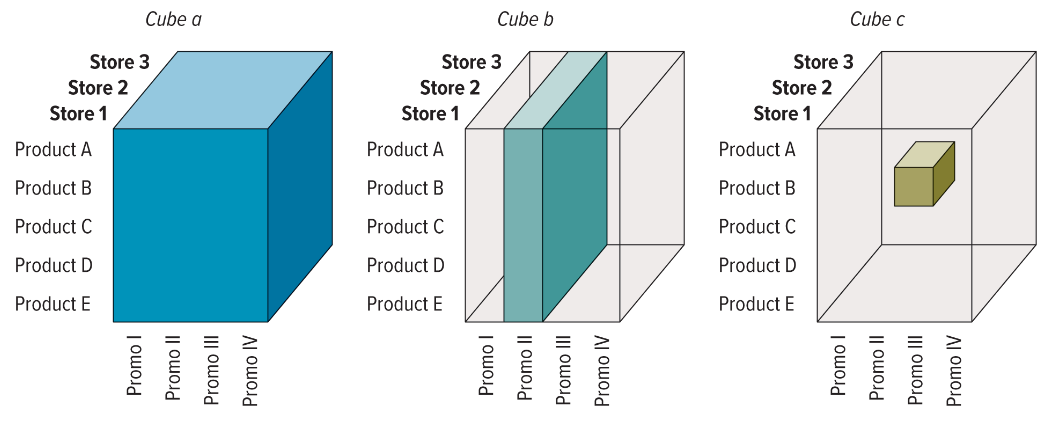 Cube a
Store 3
Store 2
Store 1
Product A
Product B
Product C
Product D
Product E
Promo I
Promo II
Promo III
Promo IV
Cube b
Store 3
Store 2
Store 1
Product A
Product B
Product C
Product D
Product E
Promo I
Promo II
Promo III
Promo IV
Cube c
Store 3
Store 2
Store 1
Product A
Product B
Product C
Product D
Product E
Promo I
Promo II
Promo III
Promo IV